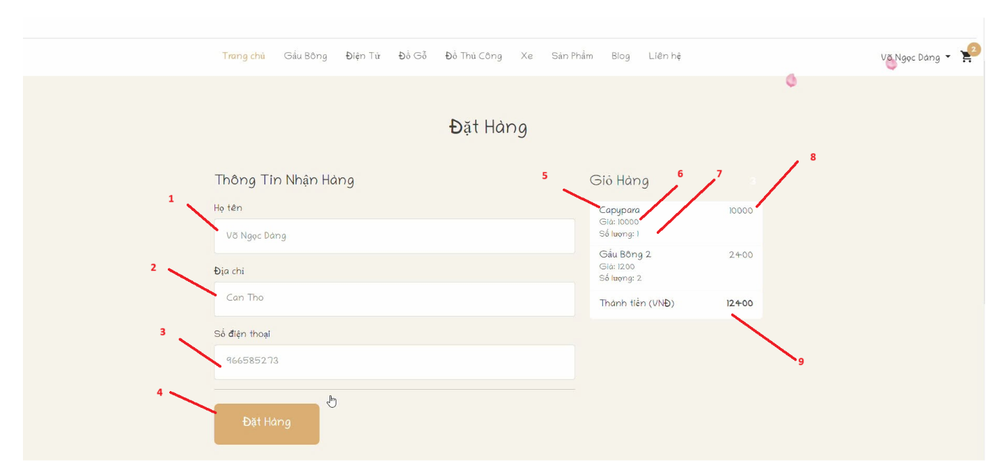 Trang chủ Gấu Bông Điện Tử Đồ Gỗ Đồ Thủ Công Xe Sản Phẩm Blog Liên hệ Võ Ngọc Dàng 2
Đặt Hàng
Thông Tin Nhận Hàng
1
Họ tên
Võ Ngọc Dàng
2
Địa chỉ
Can Tho
3
Số điện thoại
966585273
4
Đặt Hàng
5 6 7 8
Giỏ Hàng 3
Capypara 10000
Giá: 10000
Số lượng: 1
Gấu Bông 2 2400
Giá: 1200
Số lượng: 2
Thành tiền (VNĐ) 12400
9